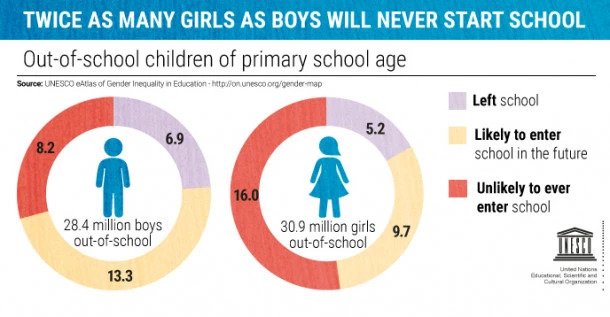 TWICE AS MANY GIRLS AS BOYS WILL NEVER START SCHOOL
Out-of-school children of primary school age
Source: UNESCO eAtlas of Gender Inequality in Education - http://on.unesco.org/gender-map
8.2
6.9
28.4 million boys
out-of-school
13.3
5.2
16.0
30.9 million girls
out-of-school
9.7
Left school
Likely to enter
school in the future
Unlikely to ever
enter school
UNESCO
United Nations
Educational, Scientific and
Cultural Organization